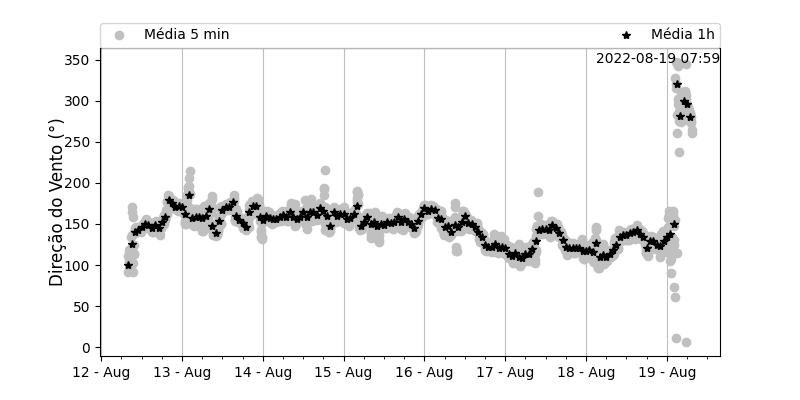 Média 5 min
Média 1h
2022-08-19 07:59
Direção do Vento (°)
350
300
250
200
150
100
50
0
12 - Aug
13 - Aug
14 - Aug
15 - Aug
16 - Aug
17 - Aug
18 - Aug
19 - Aug